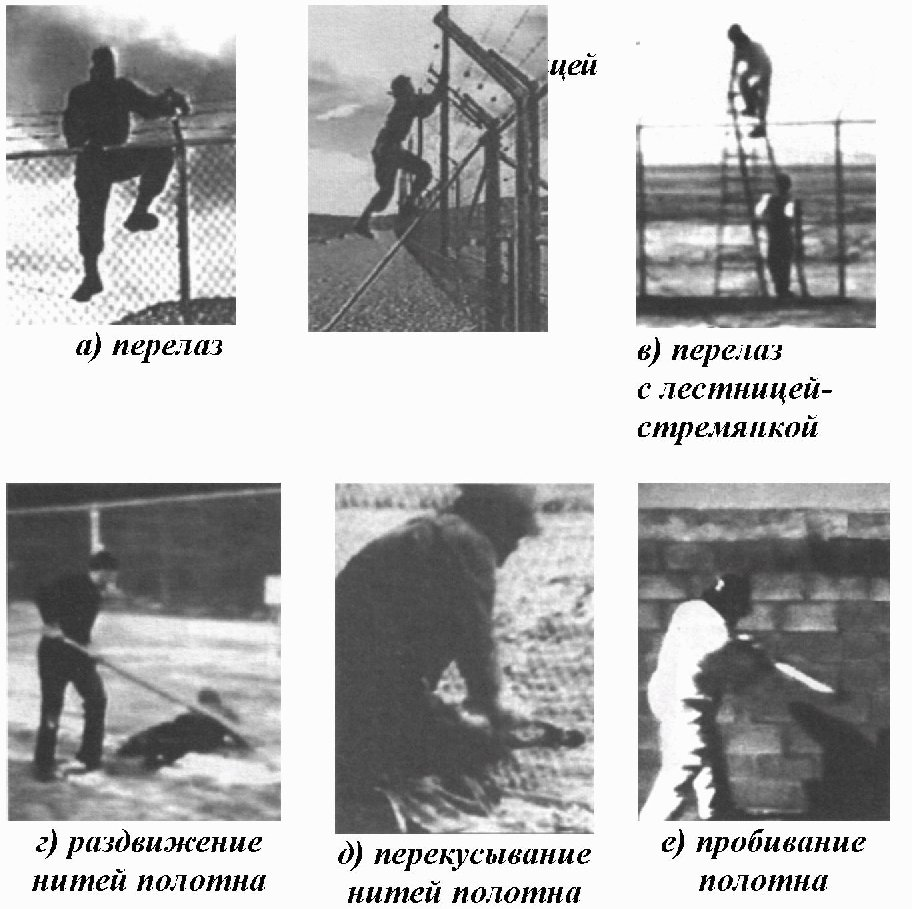 а) перелаз
цей
в) перелаз
с лестницей-
стремянкой
г) раздвижение
нитей полотна
д) перекусывание
нитей полотна
е) пробивание
полотна